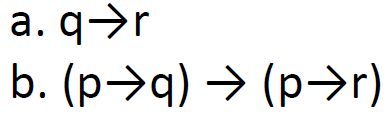 a. q→r
b. (p→q) → (p→r)